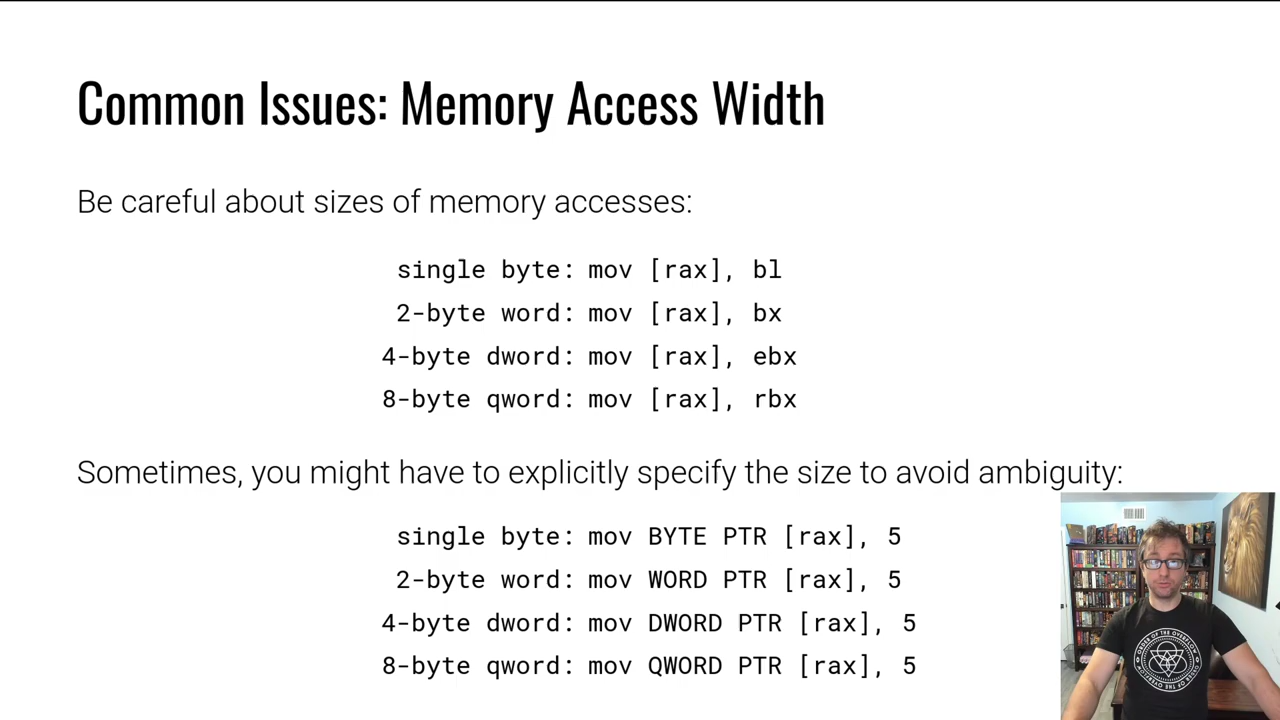 Common Issues: Memory Access Width
Be careful about sizes of memory accesses:
single byte: mov [rax], bl
2-byte word: mov [rax], bx
4-byte dword: mov [rax], ebx
8-byte qword: mov [rax], rbx
Sometimes, you might have to explicitly specify the size to avoid ambiguity:
single byte: mov BYTE PTR [rax], 5
2-byte word: mov WORD PTR [rax], 5
4-byte dword: mov DWORD PTR [rax], 5
8-byte qword: mov QWORD PTR [rax], 5
ORDER OF THE OVERFLOW